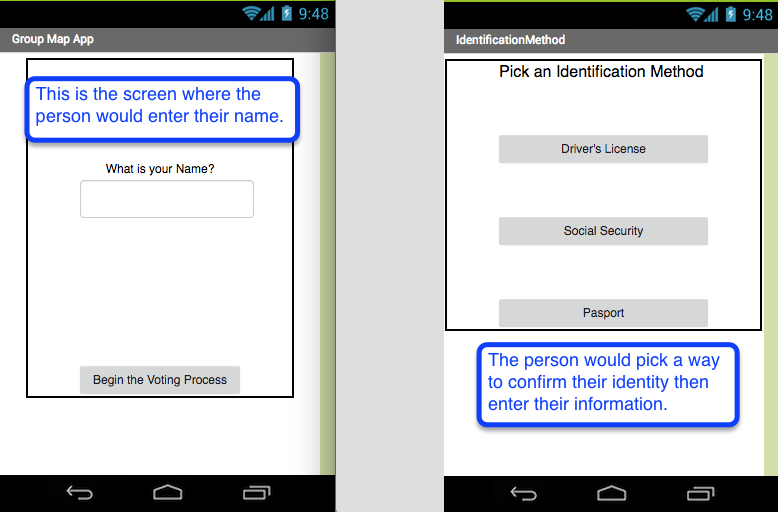 9:48
Group Map App
This is the screen where the
person would enter their name.
What is your Name?
Begin the Voting Process
9:48
IdentificationMethod
Pick an Identification Method
Driver's License
Social Security
Pasport
The person would pick a way
to confirm their identity then
enter their information.